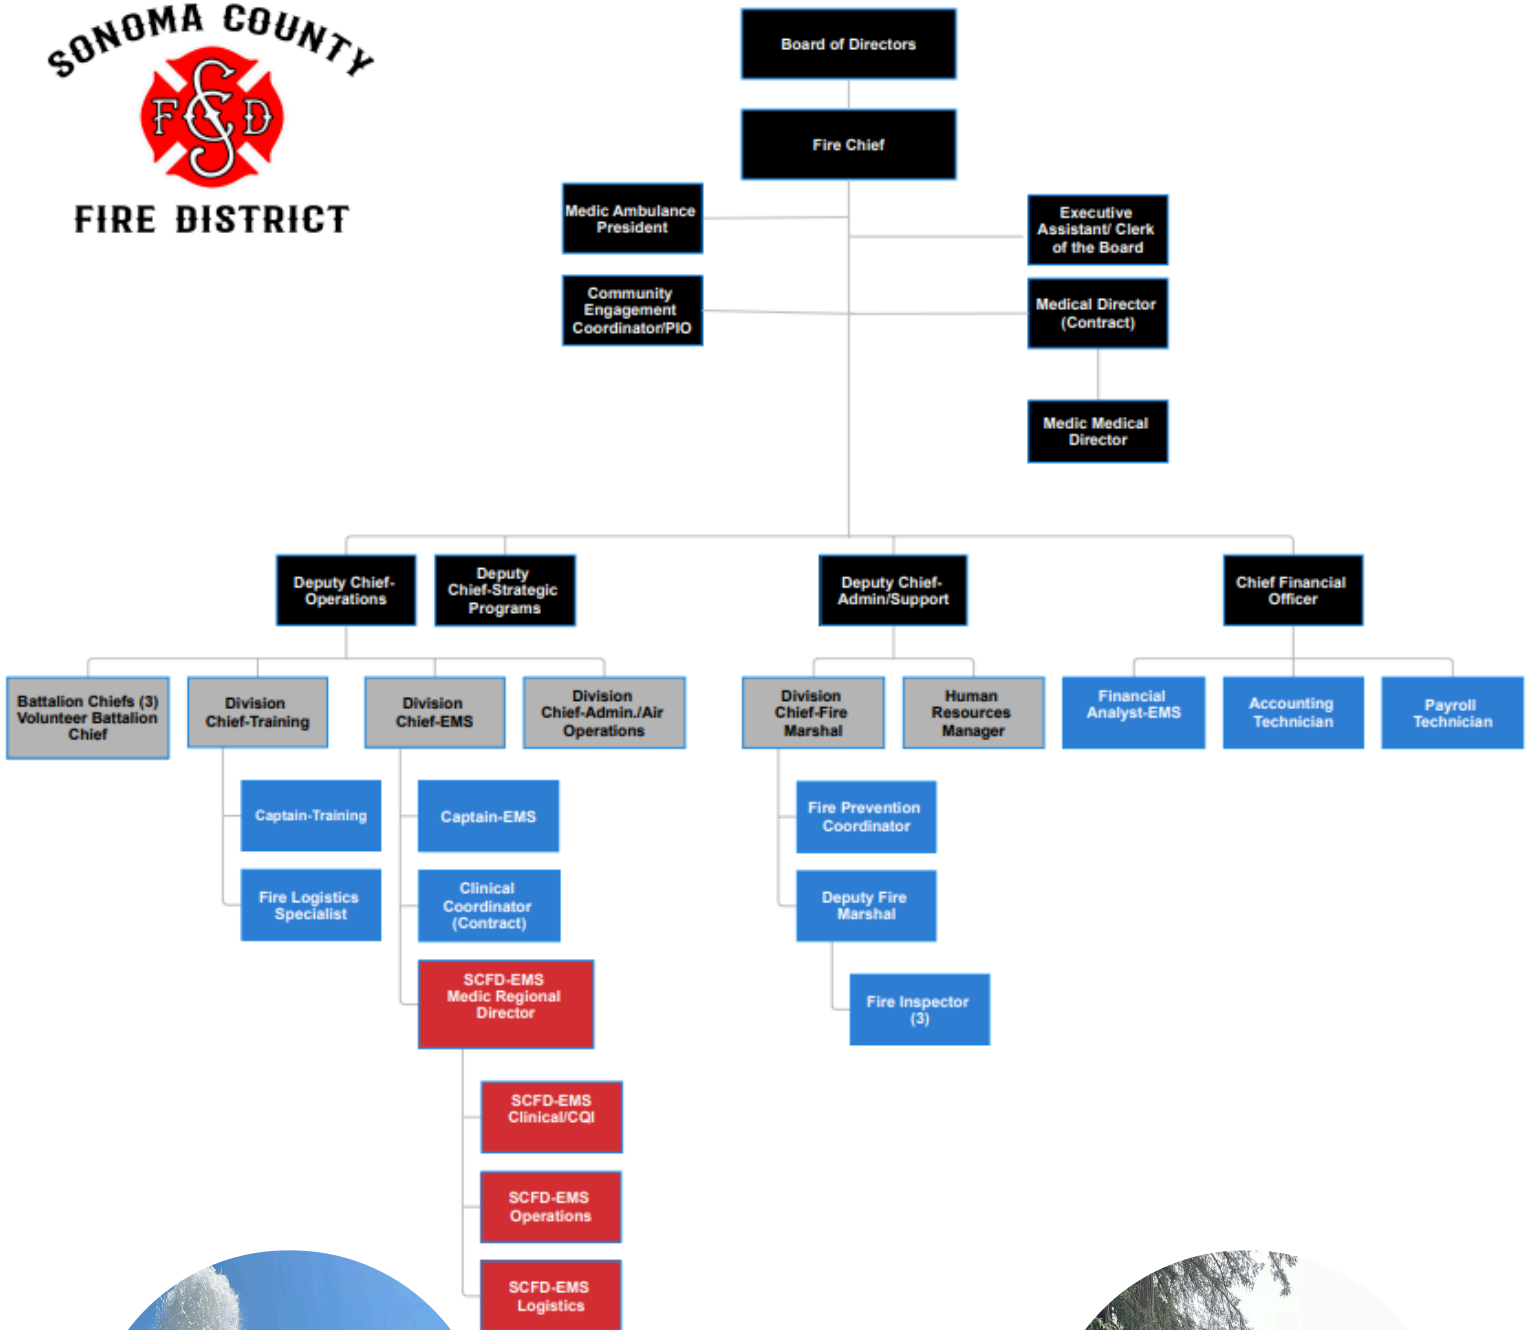 SONOMA COUNTY
F S D
C
FIRE DISTRICT
Board of Directors
Fire Chief
Medic Ambulance
President
Executive
Assistant/ Clerk
of the Board
Community
Engagement
Coordinator/PIO
Medical Director
(Contract)
Medic Medical
Director
Deputy Chief-
Operations
Deputy
Chief-Strategic
Programs
Deputy Chief-
Admin/Support
Chief Financial
Officer
Battalion Chiefs (3)
Volunteer Battalion
Chief
Division
Chief-Training
Division
Chief-EMS
Division
Chief-Admin./Air
Operations
Division
Chief-Fire
Marshal
Human
Resources
Manager
Financial
Analyst-EMS
Accounting
Technician
Payroll
Technician
Captain-Training
Captain-EMS
Fire Prevention
Coordinator
Fire Logistics
Specialist
Clinical
Coordinator
(Contract)
Deputy Fire
Marshal
SCFD-EMS
Medic Regional
Director
Fire Inspector
(3)
SCFD-EMS
Clinical/CQI
SCFD-EMS
Operations
SCFD-EMS
Logistics